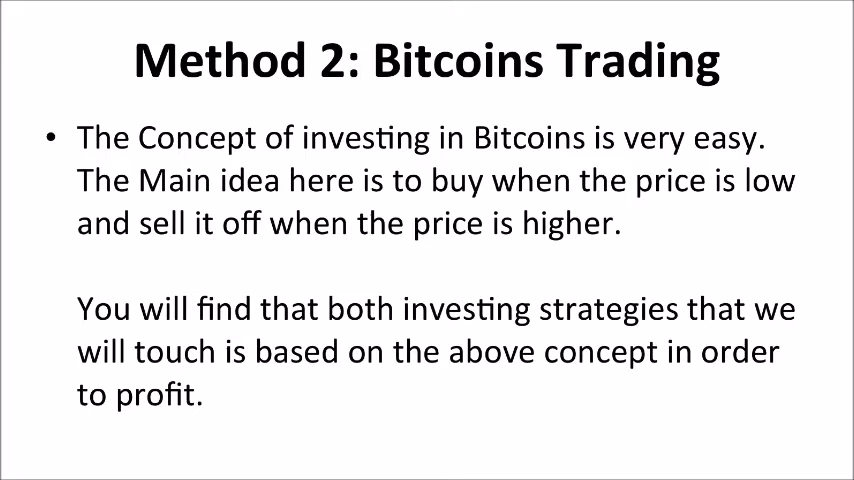 Method 2: Bitcoins Trading
• The Concept of investing in Bitcoins is very easy.
The Main idea here is to buy when the price is low
and sell it off when the price is higher.
You will find that both investing strategies that we
will touch is based on the above concept in order
to profit.